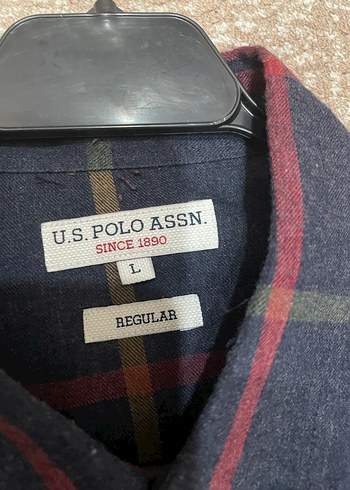 U.S. POLO ASSN.
SINCE 1890
L
REGULAR